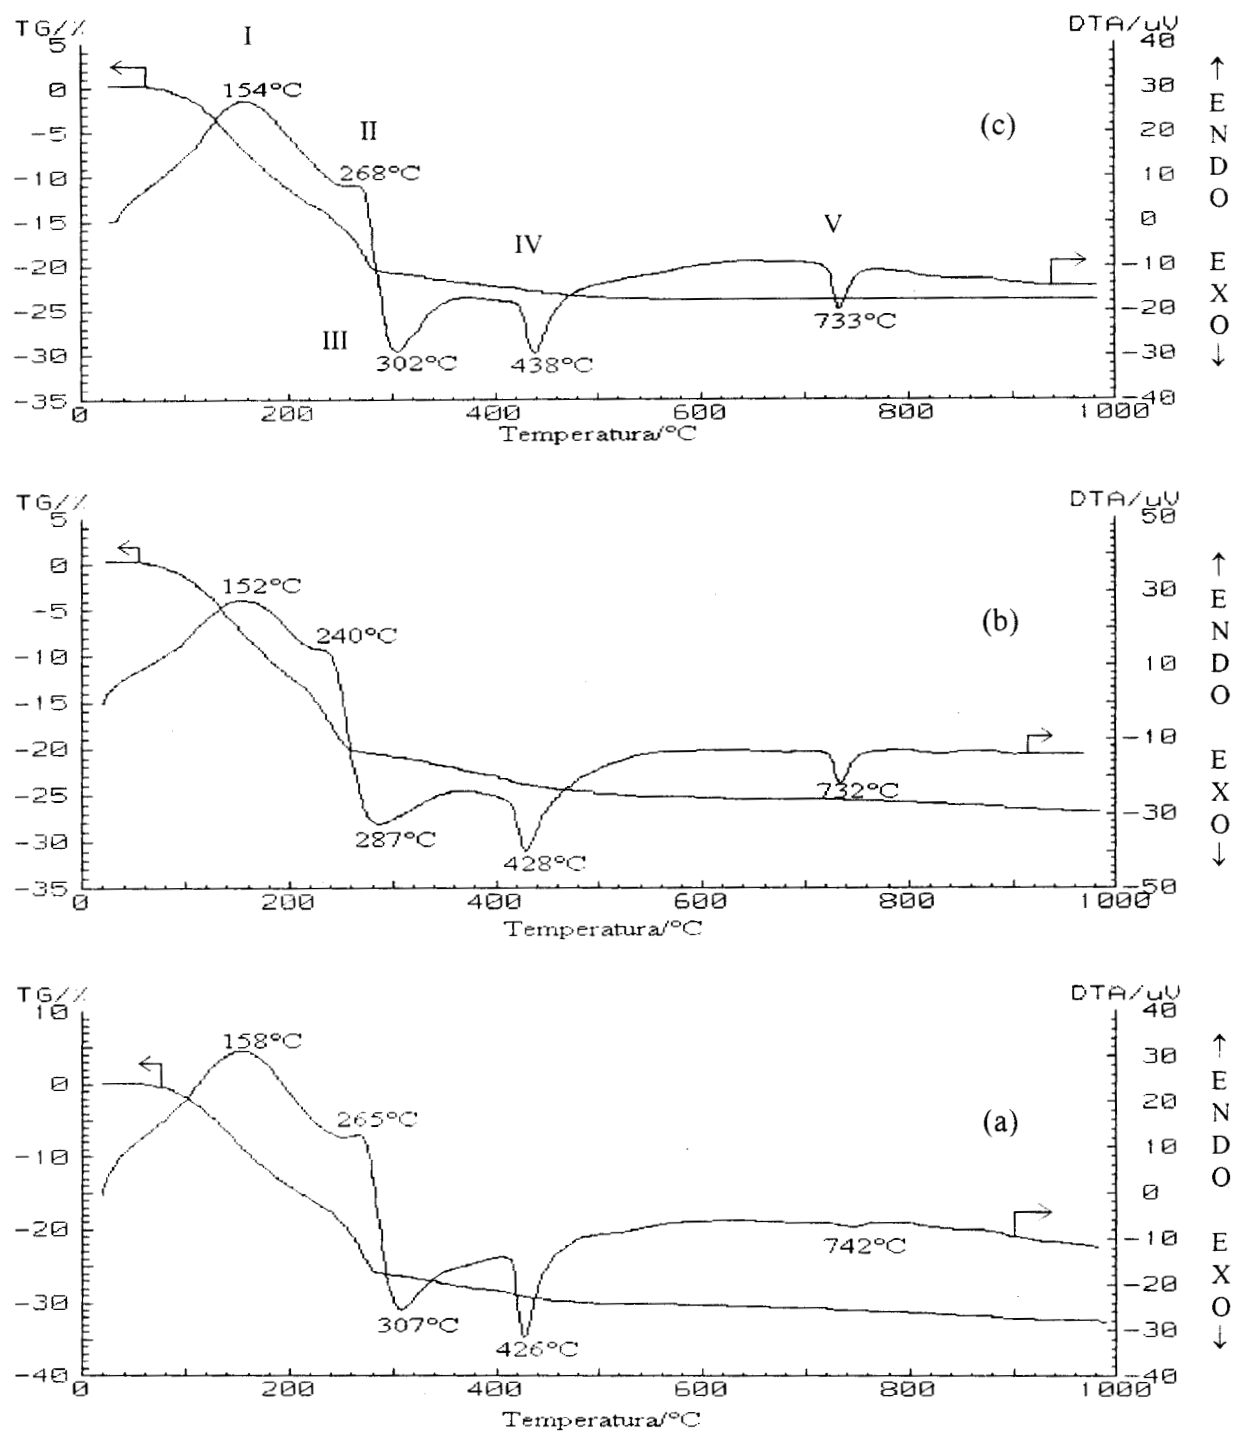 TG/% DTA/uV
I
5 40
154°C
0 30
(c)
II
-5 20
268°C
-10 10
-15 0
V
IV
-20 -10
-25 -20
733°C
III
302°C 438°C
-30 -30
-35 -40
0 200 400 600 800 1000
Temperatura/°C
↑ E N D O
E X O ↓
TG/% DTA/uV
5 50
0
152°C
30
-5
(b)
240°C
-10 10
-15
-20 -10
732°C
-25
-30
287°C
428°C
-30
-35 -50
0 200 400 600 800 1000
Temperatura/°C
↑ E N D O
E X O ↓
TG/% DTA/uV
10 40
158°C
30
0
20
265°C
(a)
-10 10
0
-20 -10
742°C
-20
-30
307°C
-30
426°C
-40 -40
0 200 400 600 800 1000
Temperatura/°C
↑ E N D O
E X O ↓